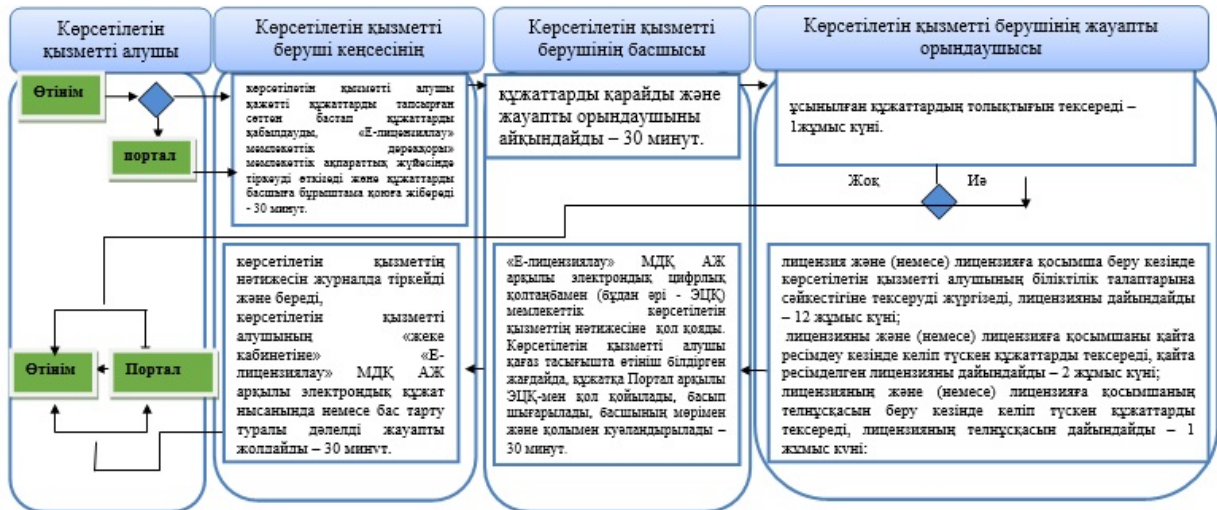 Көрсетілетін
қызметті алушы
Көрсетілетін қызметті
беруші кеңсесінің
Көрсетілетін қызметті
берушінің басшысы
Көрсетілетін қызметті берушінің жауапты
орындаушысы
Өтінім
портал
көрсетілетін қызметті алушы
қажетті құжаттарды тапсырған
сәттен бастап құжаттарды
қабылдауды, «Е-лицензиялау»
мемлекеттік дерекқоры»
мемлекеттік ақпараттық жүйесінде
тіркеуді өткізеді және құжаттарды
басшыға бұрыштама қоюға жібереді
- 30 минут.
құжаттарды қарайды және
жауапты орындаушыны
айқындайды – 30 минут.
ұсынылған құжаттардың толықтығын тексереді –
1жұмыс күні.
Жоқ
Иә
көрсетілетін қызметтің
нәтижесін журналда тіркейді
және береді,
көрсетілетін қызметті
алушының «жеке
кабинетіне» «Е-
лицензиялау» МДҚ АЖ
арқылы электрондық құжат
нысанында немесе бас тарту
туралы дәлелді жауапты
жолдайды – 30 минут.
«Е-лицензиялау» МДҚ АЖ
арқылы электрондық цифрлық
қолтаңбамен (бұдан әрі - ЭЦҚ)
мемлекеттік көрсетілетін
қызметтің нәтижесіне қол қояды.
Көрсетілетін қызметті алушы
қағаз тасығышта өтініш білдірген
жағдайда, құжатқа Портал арқылы
ЭЦҚ-мен қол қойылады, басып
шығарылады, басшының мөрімен
және қолымен куәландырылады –
30 минут.
лицензия және (немесе) лицензияға қосымша беру кезінде
көрсетілетін қызметті алушының біліктілік талаптарына
сәйкестігіне тексеруді жүргізеді, лицензияны дайындайды
– 12 жұмыс күні;
лицензияны және (немесе) лицензияға қосымшаны қайта
ресімдеу кезінде келіп түскен құжаттарды тексереді, қайта
ресімделген лицензияны дайындайды – 2 жұмыс күні;
лицензияның және (немесе) лицензияға қосымшаның
телнұсқасын беру кезінде келіп түскен құжаттарды
тексереді, лицензияның телнұсқасын дайындайды – 1
жұмыс күні;
Өтінім
Портал